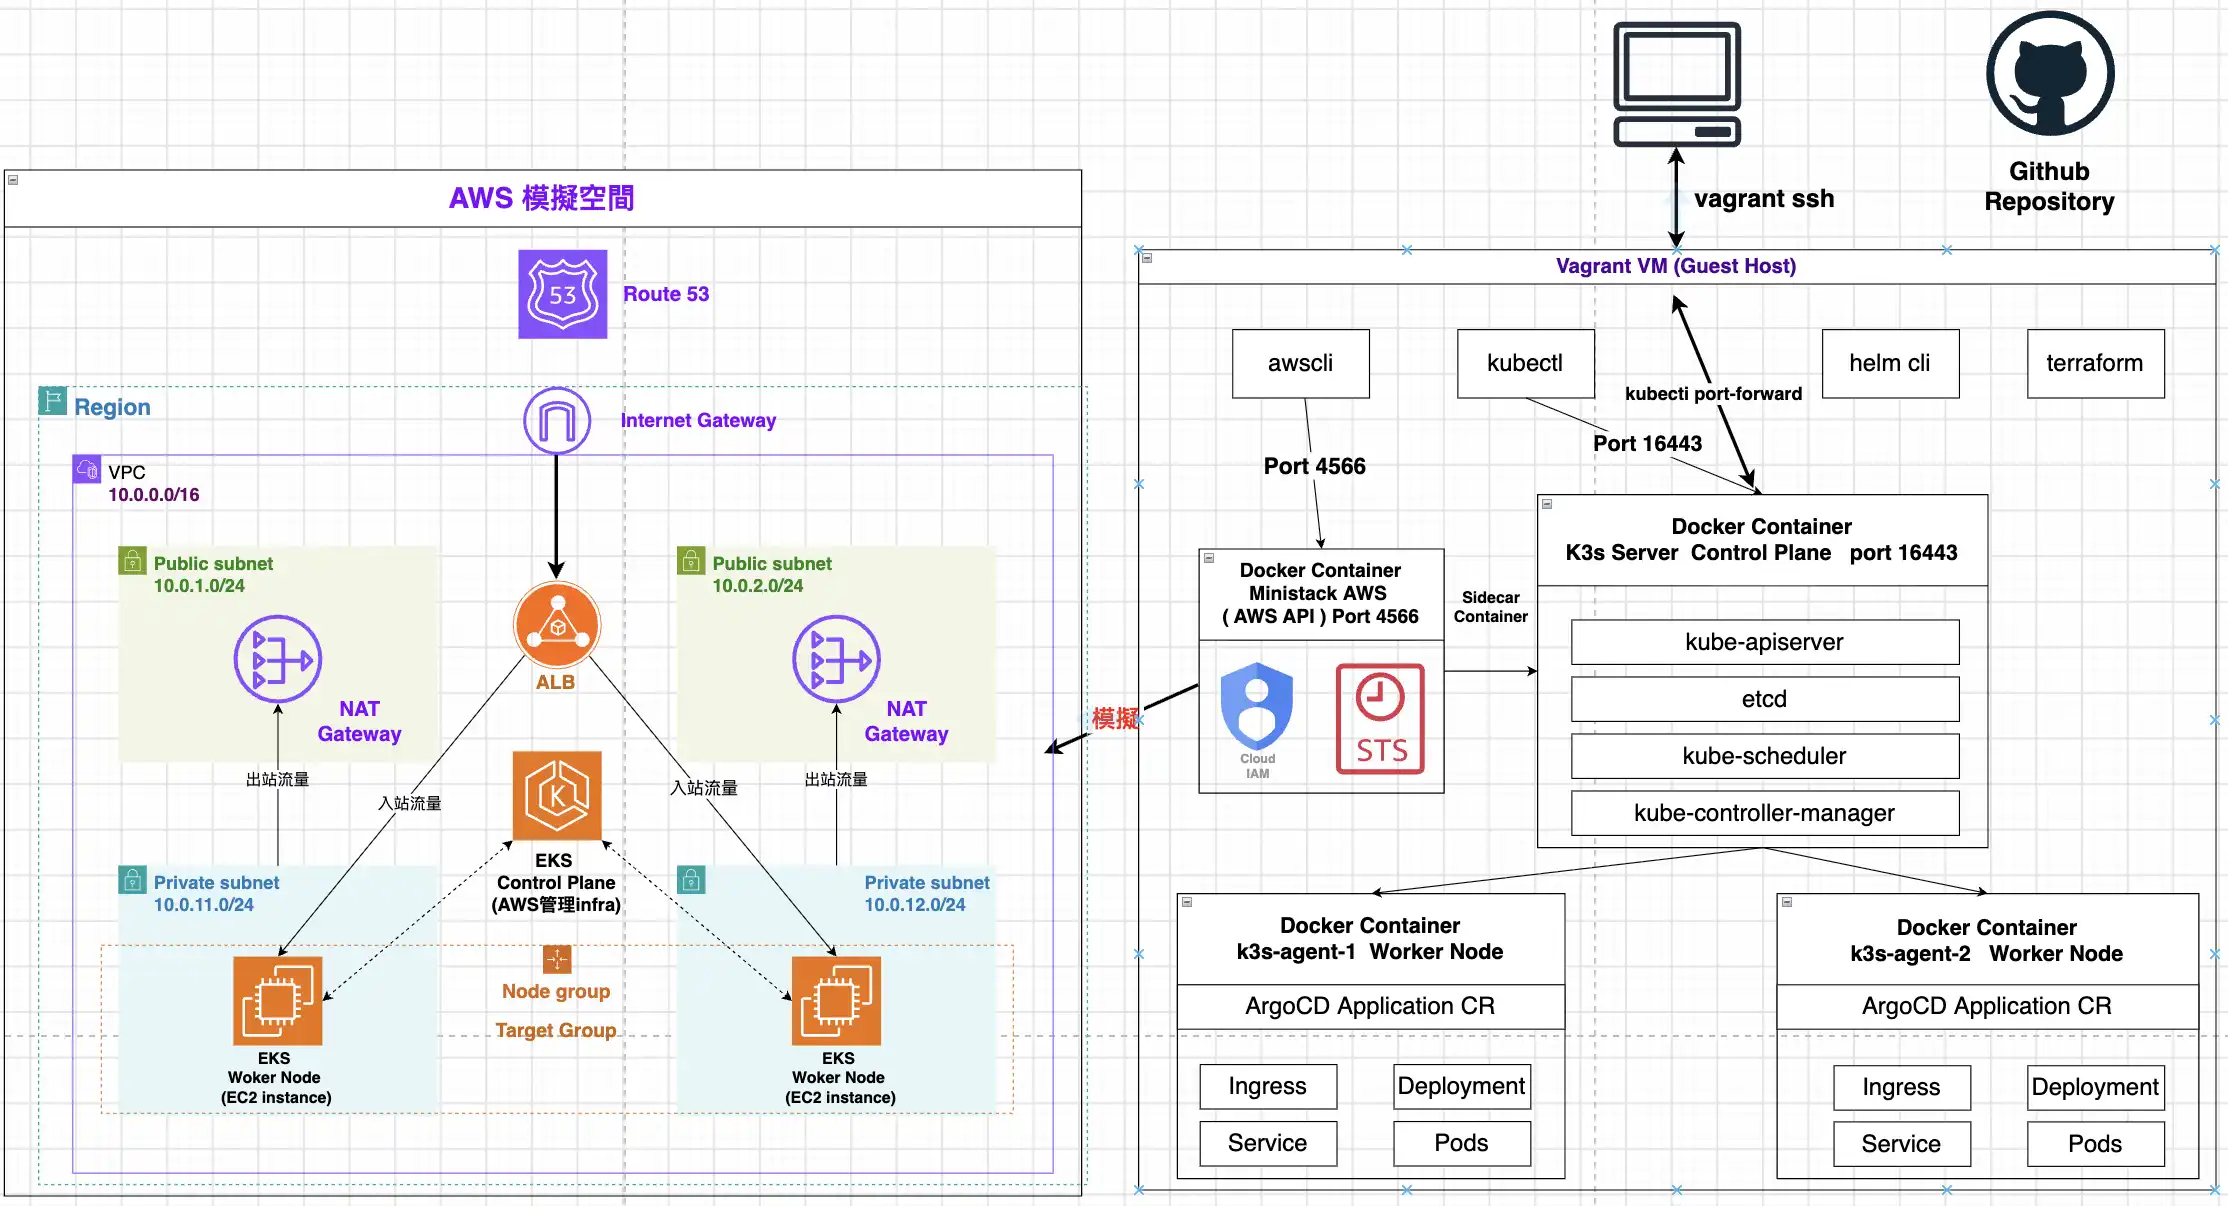 Github
Repository
vagrant ssh
AWS 模擬空間
53
Route 53
Region
Internet Gateway
VPC
10.0.0.0/16
Public subnet
10.0.1.0/24
NAT
Gateway
Public subnet
10.0.2.0/24
NAT
Gateway
ALB
出站流量
入站流量
入站流量
出站流量
K
EKS
Control Plane
(AWS管理infra)
Private subnet
10.0.11.0/24
Private subnet
10.0.12.0/24
Node group
Target Group
EKS
Woker Node
(EC2 instance)
EKS
Woker Node
(EC2 instance)
模擬
Vagrant VM (Guest Host)
awscli
kubectl
helm cli
terraform
kubecti port-forward
Port 16443
Port 4566
Docker Container
Ministack AWS
( AWS API ) Port 4566
Cloud
IAM
STS
Sidecar
Container
Docker Container
K3s Server Control Plane port 16443
kube-apiserver
etcd
kube-scheduler
kube-controller-manager
Docker Container
k3s-agent-1 Worker Node
ArgoCD Application CR
Ingress
Deployment
Service
Pods
Docker Container
k3s-agent-2 Worker Node
ArgoCD Application CR
Ingress
Deployment
Service
Pods